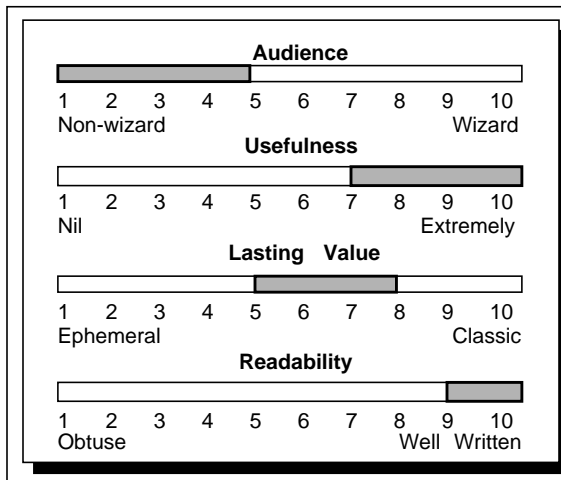 Audience
1 2 3 4 5 6 7 8 9 10
Non-wizard Wizard
Usefulness
1 2 3 4 5 6 7 8 9 10
Nil Extremely
Lasting Value
1 2 3 4 5 6 7 8 9 10
Ephemeral Classic
Readability
1 2 3 4 5 6 7 8 9 10
Obtuse Well Written